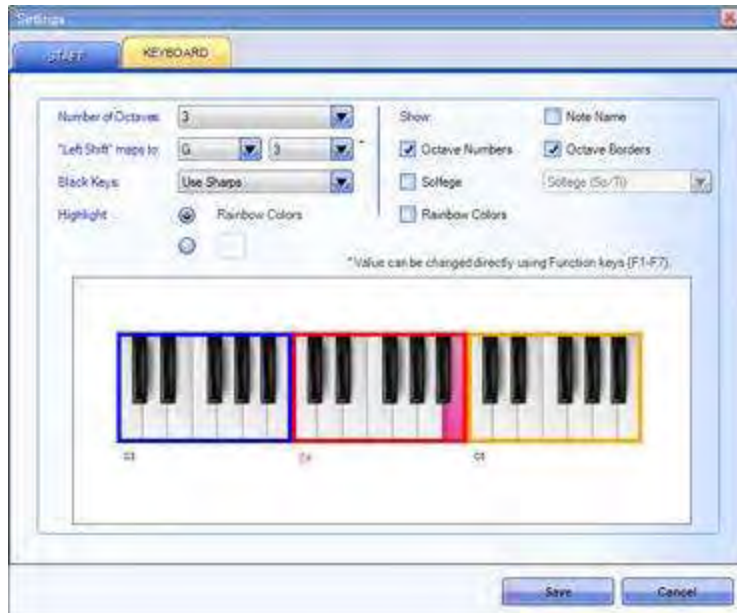 Settings
STAFF KEYBOARD
Number of Octaves: 3 Show: Note Name
"Left Shift" maps to: G 3 * Octave Numbers Octave Borders
Black Keys: Use Sharps Solfege Solfege (So/Ti)
Highlight Rainbow Colors Rainbow Colors
*Value can be changed directly using Function keys (F1-F7).
C3 C4 C5
Save Cancel